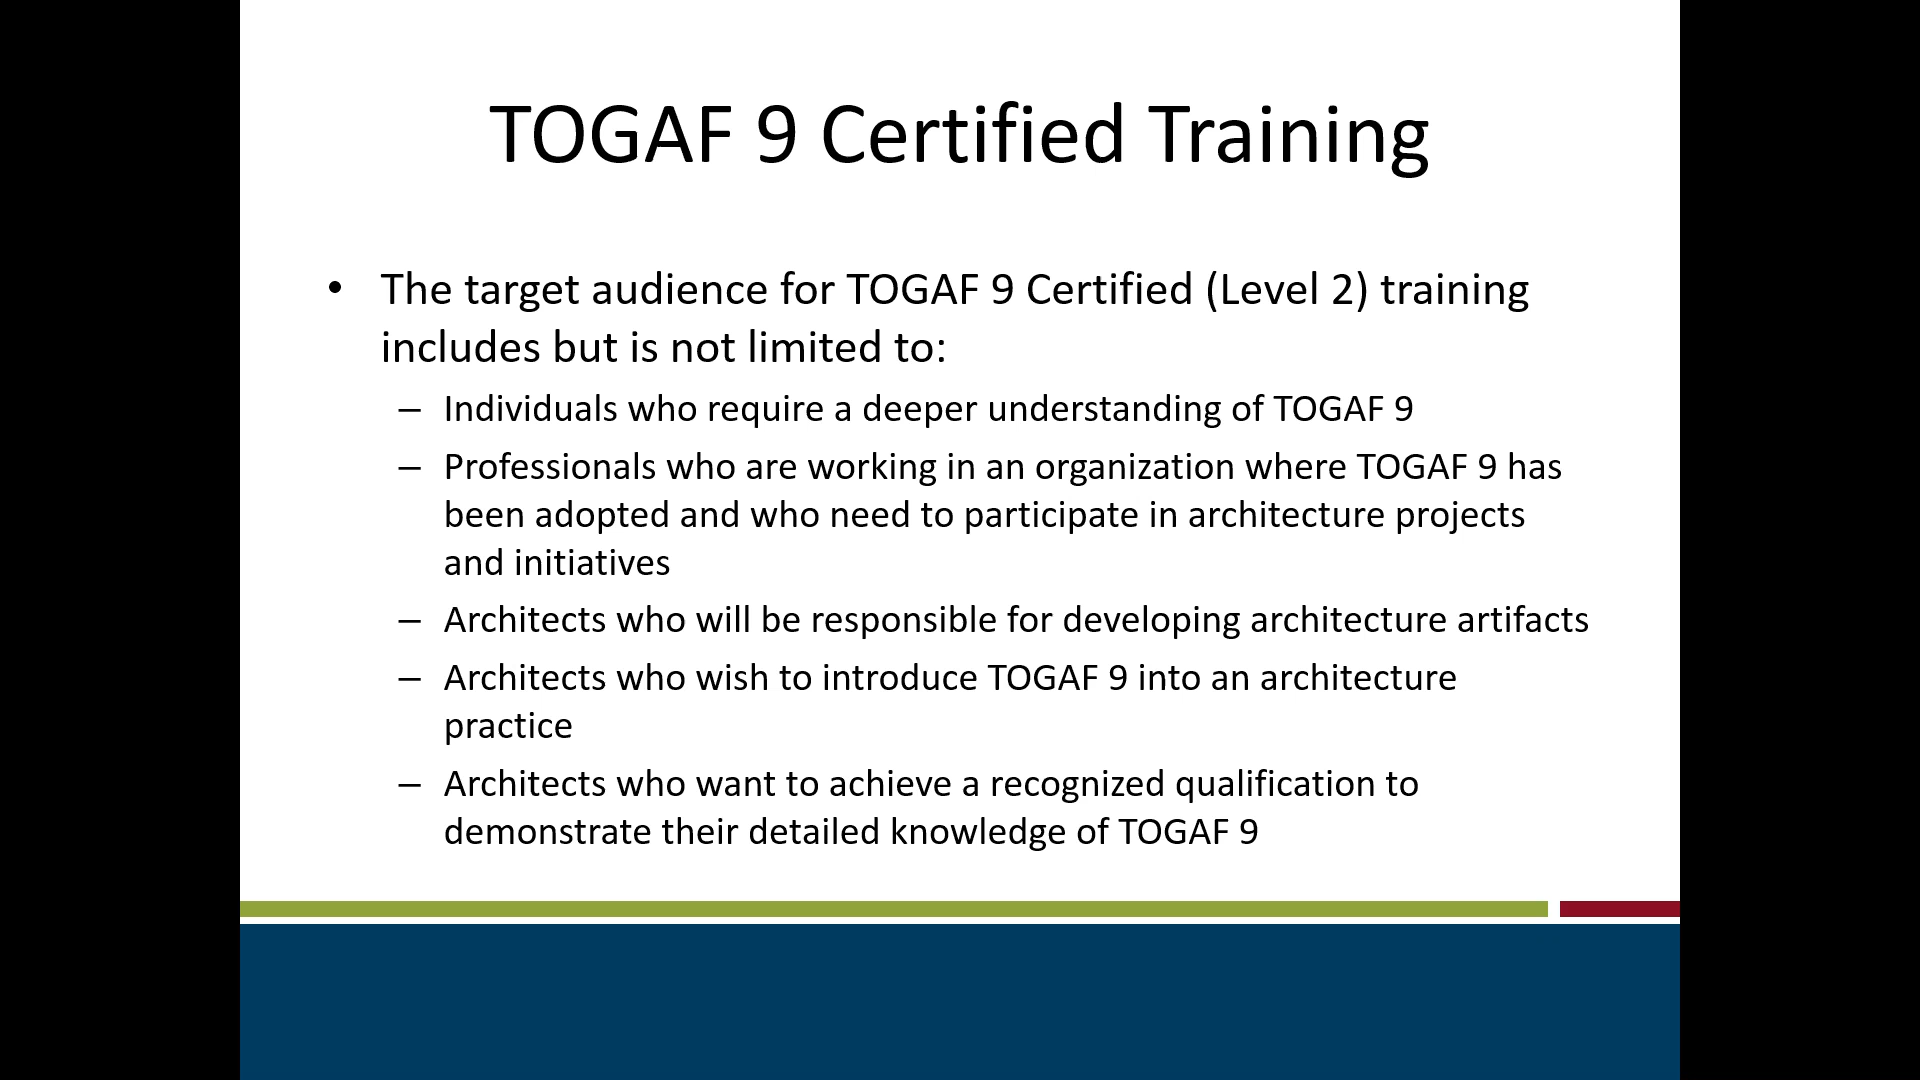 TOGAF 9 Certified Training
• The target audience for TOGAF 9 Certified (Level 2) training
includes but is not limited to:
– Individuals who require a deeper understanding of TOGAF 9
– Professionals who are working in an organization where TOGAF 9 has
been adopted and who need to participate in architecture projects
and initiatives
– Architects who will be responsible for developing architecture artifacts
– Architects who wish to introduce TOGAF 9 into an architecture
practice
– Architects who want to achieve a recognized qualification to
demonstrate their detailed knowledge of TOGAF 9